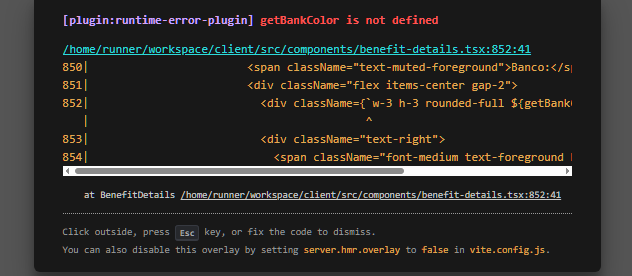 [plugin:runtime-error-plugin] getBankColor is not defined
/home/runner/workspace/client/src/components/benefit-details.tsx:852:41
850|                        <span className="text-muted-foreground">Banco:</sp
851|                        <div className="flex items-center gap-2">
852|                          <div className={`w-3 h-3 rounded-full ${getBank
   |                                         ^
853|                          <div className="text-right">
854|                            <span className="font-medium text-foreground
at BenefitDetails /home/runner/workspace/client/src/components/benefit-details.tsx:852:41
Click outside, press Esc key, or fix the code to dismiss.
You can also disable this overlay by setting server.hmr.overlay to false in vite.config.js.